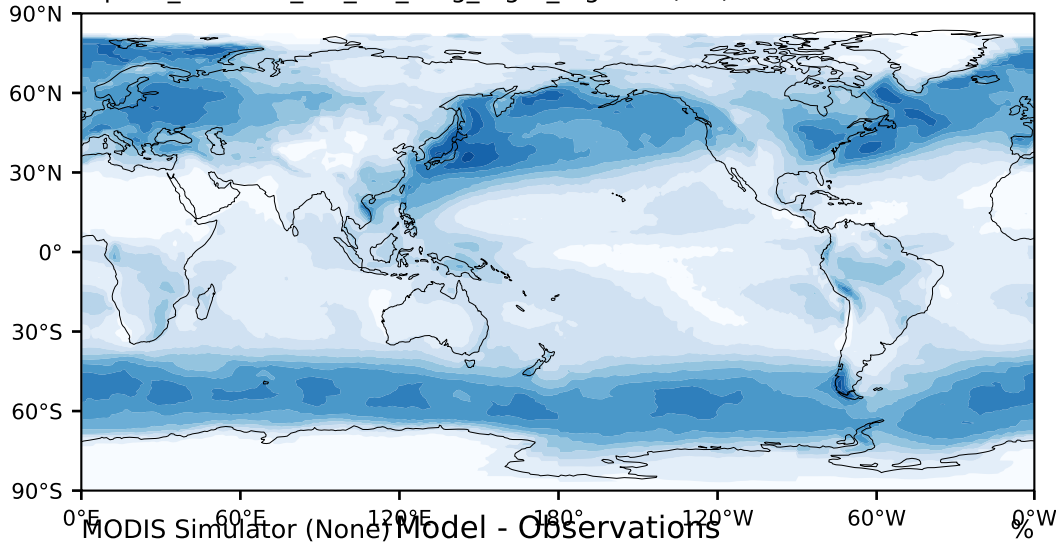 90°N
60°N
30°N
0°
30°S
60°S
90°S
0°E 60°E 120°E 180° 120°W 60°W 0°W
MODIS Simulator (None) Model - Observations %